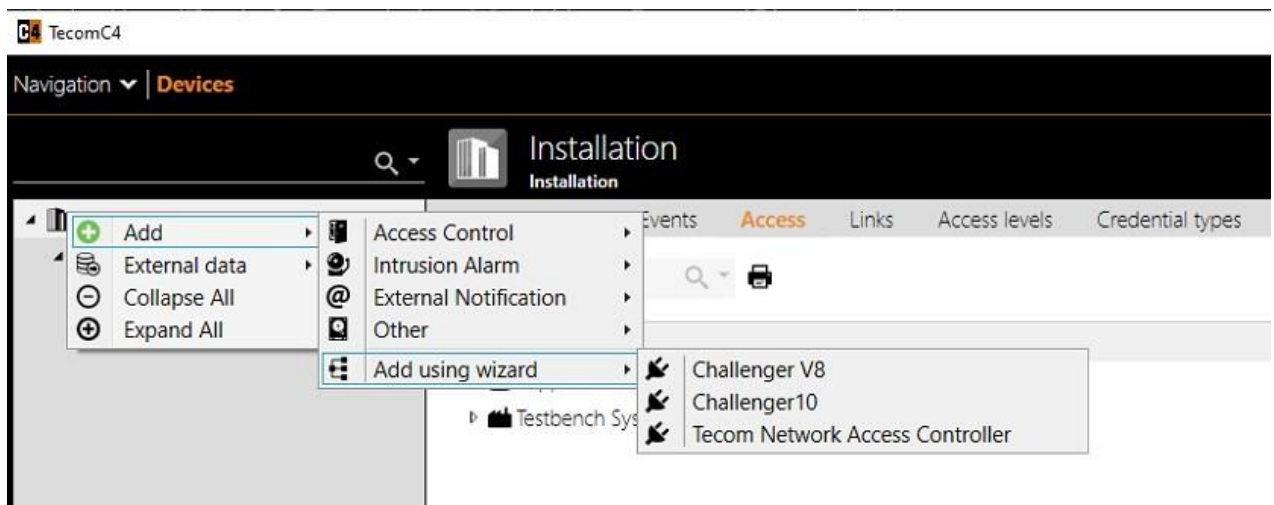 C4 TecomC4
Navigation Devices
Installation
Installation
Events Access Links Access levels Credential types
Add
External data
Collapse All
Expand All
Access Control
Intrusion Alarm
@ External Notification
Other
Add using wizard
Challenger V8
Challenger10
Tecom Network Access Controller
Testbench Sys